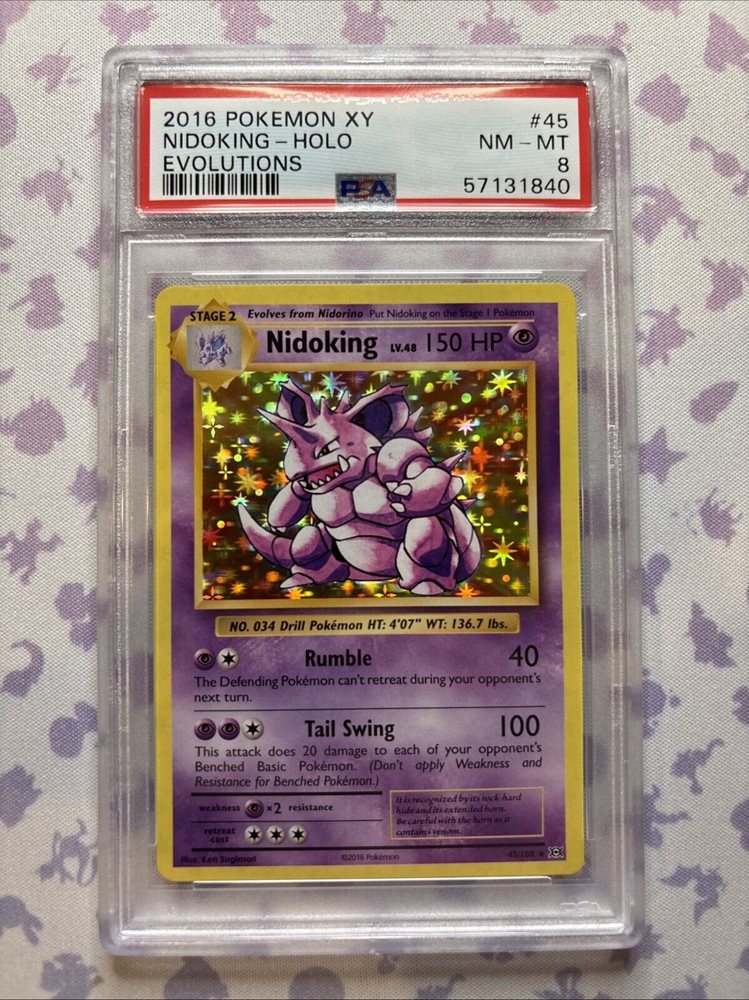 2016 POKEMON XY #45
NIDOKING - HOLO NM - MT
EVOLUTIONS 8
PSA 57131840
STAGE 2 Evolves from Nidorino Put Nidoking on the Stage 1 Pokémon
Nidoking LV.48 150 HP
NO. 034 Drill Pokémon HT: 4'07" WT: 136.7 lbs.
Rumble 40
The Defending Pokémon can't retreat during your opponent's
next turn.
Tail Swing 100
This attack does 20 damage to each of your opponent's
Benched Basic Pokémon. (Don't apply Weakness and
Resistance for Benched Pokémon.)
weakness ×2 resistance
retreat
cost
It is recognized by its rock-hard
hide and its extended horn.
Be careful with the horn as it
contains venom.
Illus. Ken Sugimori ©2016 Pokémon 45/108 ★